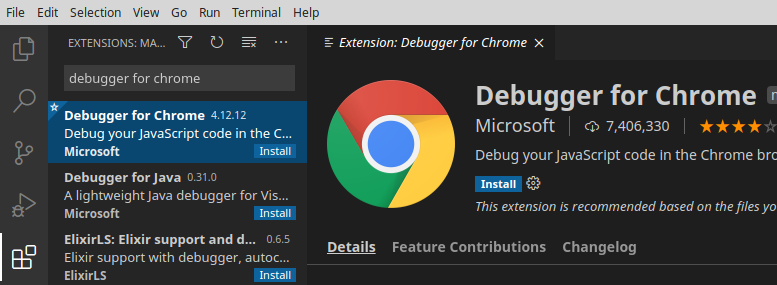 File Edit Selection View Go Run Terminal Help
EXTENSIONS: MA...
debugger for chrome
Debugger for Chrome 4.12.12
Debug your JavaScript code in the C...
Microsoft Install
Debugger for Java 0.31.0
A lightweight Java debugger for Vis...
Microsoft Install
ElixirLS: Elixir support and d... 0.6.5
Elixir support with debugger, autoc...
ElixirLS Install
Extension: Debugger for Chrome
Debugger for Chrome
Microsoft 7,406,330
Debug your JavaScript code in the Chrome bro
Install
This extension is recommended based on the files yo
Details Feature Contributions Changelog